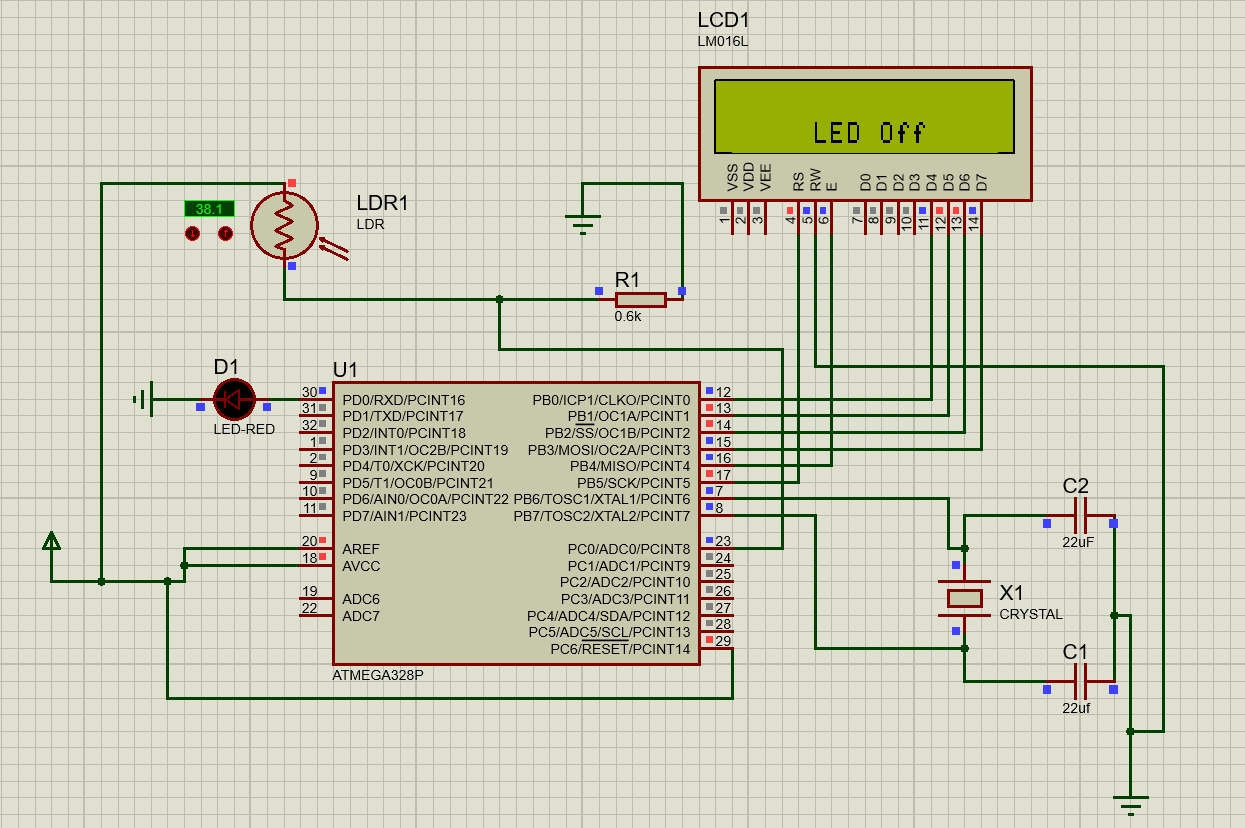 LCD1
LM016L
LED Off
VSS VDD VEE RS RW E D0 D1 D2 D3 D4 D5 D6 D7
1 2 3 4 5 6 7 8 9 10 11 12 13 14
38.1
LDR1
LDR
R1
0.6k
D1
LED-RED
U1
30 PD0/RXD/PCINT16 PB0/ICP1/CLKO/PCINT0 12
31 PD1/TXD/PCINT17 PB1/OC1A/PCINT1 13
32 PD2/INT0/PCINT18 PB2/SS/OC1B/PCINT2 14
1 PD3/INT1/OC2B/PCINT19 PB3/MOSI/OC2A/PCINT3 15
2 PD4/T0/XCK/PCINT20 PB4/MISO/PCINT4 16
9 PD5/T1/OC0B/PCINT21 PB5/SCK/PCINT5 17
10 PD6/AIN0/OC0A/PCINT22 PB6/TOSC1/XTAL1/PCINT6 7
11 PD7/AIN1/PCINT23 PB7/TOSC2/XTAL2/PCINT7 8
20 AREF PC0/ADC0/PCINT8 23
18 AVCC PC1/ADC1/PCINT9 24
PC2/ADC2/PCINT10 25
19 ADC6 PC3/ADC3/PCINT11 26
22 ADC7 PC4/ADC4/SDA/PCINT12 27
PC5/ADC5/SCL/PCINT13 28
PC6/RESET/PCINT14 29
ATMEGA328P
C2
22uF
X1
CRYSTAL
C1
22uf